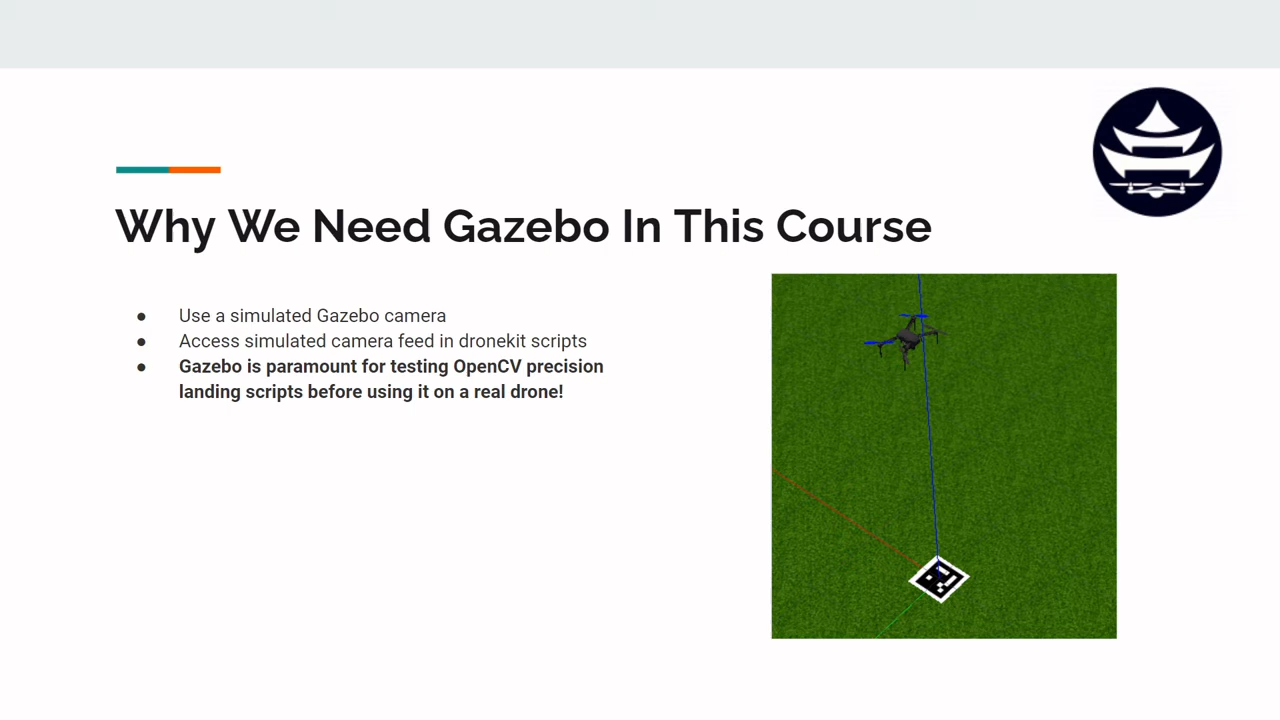 Why We Need Gazebo In This Course
● Use a simulated Gazebo camera
● Access simulated camera feed in dronekit scripts
● Gazebo is paramount for testing OpenCV precision
landing scripts before using it on a real drone!